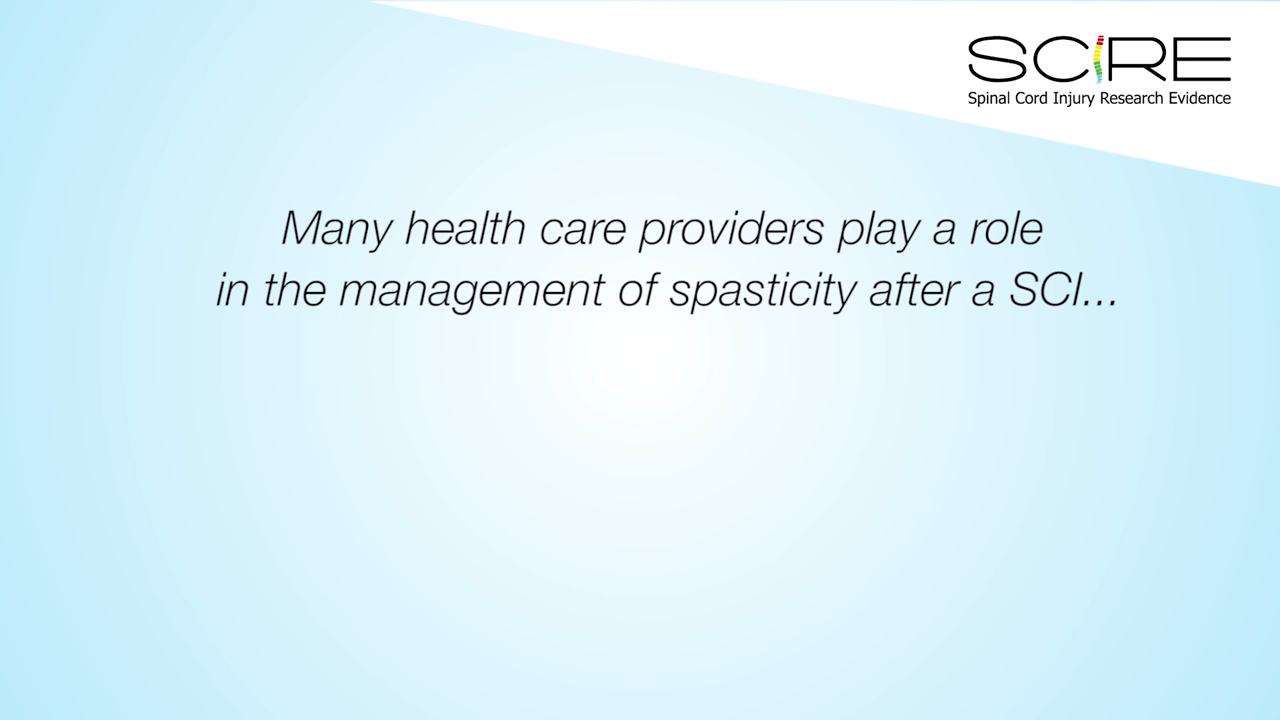 SCIRE
Spinal Cord Injury Research Evidence
Many health care providers play a role
in the management of spasticity after a SCI...